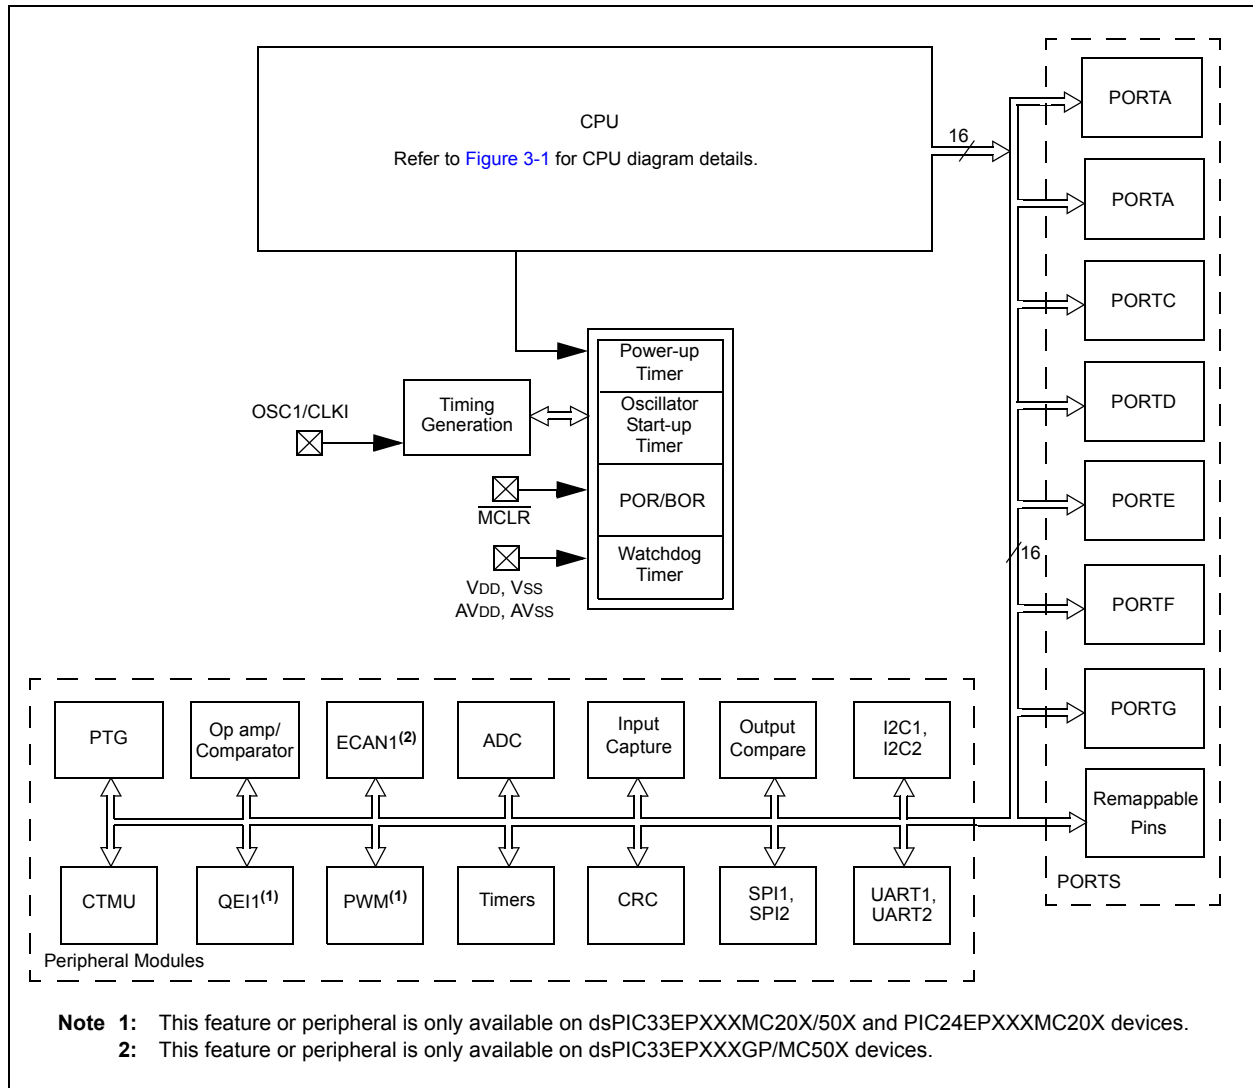 CPU
Refer to Figure 3-1 for CPU diagram details.
16
PORTA
PORTA
PORTC
PORTD
PORTE
16
PORTF
PORTG
Remappable
Pins
PORTS
Power-up
Timer
Oscillator
Start-up
Timer
POR/BOR
Watchdog
Timer
Timing
Generation
OSC1/CLKI
MCLR
VDD, VSS
AVDD, AVSS
PTG
Op amp/
Comparator
ECAN1(2)
ADC
Input
Capture
Output
Compare
I2C1,
I2C2
CTMU
QEI1(1)
PWM(1)
Timers
CRC
SPI1,
SPI2
UART1,
UART2
Peripheral Modules
Note 1: This feature or peripheral is only available on dsPIC33EPXXXMC20X/50X and PIC24EPXXXMC20X devices.
2: This feature or peripheral is only available on dsPIC33EPXXXGP/MC50X devices.